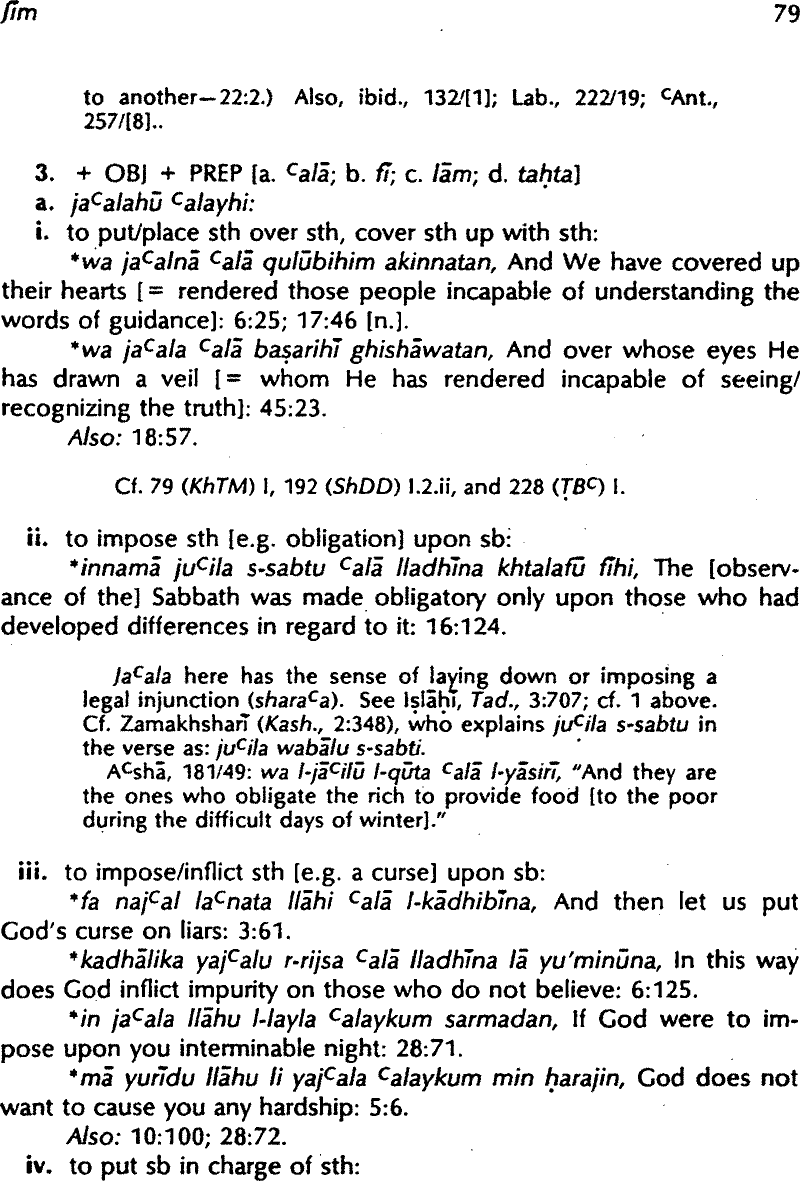 jīm 79
to another—22:2.) Also, ibid., 132/[1]; Lab., 222/19; ᶜAnt.,
257/[8]..
3. + OBJ + PREP [a. ᶜalā; b. fī; c. lām; d. taḥta]
a. jaᶜalahū ᶜalayhi:
i. to put/place sth over sth, cover sth up with sth:
*wa jaᶜalnā ᶜalā qulūbihim akinnatan, And We have covered up
their hearts [= rendered those people incapable of understanding the
words of guidance]: 6:25; 17:46 [n.].
*wa jaᶜala ᶜalā baṣarihī ghishāwatan, And over whose eyes He
has drawn a veil [= whom He has rendered incapable of seeing/
recognizing the truth]: 45:23.
Also: 18:57.
Cf. 79 (KhTM) I, 192 (ShDD) I.2.ii, and 228 (ṬBᶜ) I.
ii. to impose sth [e.g. obligation] upon sb:
*innamā juᶜila s-sabtu ᶜalā lladhīna khtalafū fīhi, The [observ-
ance of the] Sabbath was made obligatory only upon those who had
developed differences in regard to it: 16:124.
Jaᶜala here has the sense of laying down or imposing a
legal injunction (sharaᶜa). See Iṣlāḥī, Tad., 3:707; cf. 1 above.
Cf. Zamakhsharī (Kash., 2:348), who explains juᶜila s-sabtu in
the verse as: juᶜila wabālu s-sabti.
Aᶜshā, 181/49: wa l-jāᶜilū l-qūta ᶜalā l-yāsirī, "And they are
the ones who obligate the rich to provide food [to the poor
during the difficult days of winter]."
iii. to impose/inflict sth [e.g. a curse] upon sb:
*fa najᶜal laᶜnata llāhi ᶜalā l-kādhibīna, And then let us put
God's curse on liars: 3:61.
*kadhālika yajᶜalu r-rijsa ᶜalā lladhīna lā yu'minūna, In this way
does God inflict impurity on those who do not believe: 6:125.
*in jaᶜala llāhu l-layla ᶜalaykum sarmadan, If God were to im-
pose upon you interminable night: 28:71.
*mā yurīdu llāhu li yajᶜala ᶜalaykum min ḥarajin, God does not
want to cause you any hardship: 5:6.
Also: 10:100; 28:72.
iv. to put sb in charge of sth: